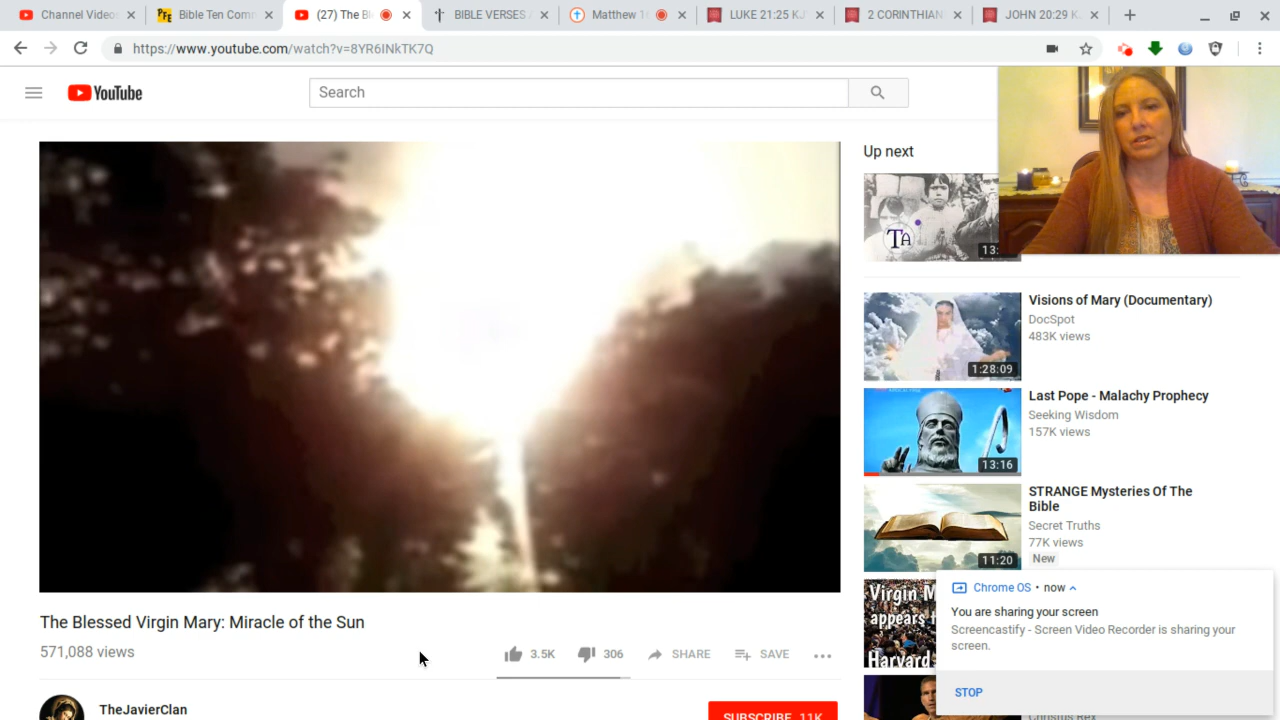 Channel Video
Bible Ten Comm
(27) The Bl
BIBLE VERSES
Matthew 1
LUKE 21:25 KJ
2 CORINTHIAN
JOHN 20:29 K
https://www.youtube.com/watch?v=8YR6INkTK7Q
YouTube
Search
Up next
TA
13:
Visions of Mary (Documentary)
DocSpot
483K views
1:28:09
Last Pope - Malachy Prophecy
Seeking Wisdom
157K views
13:16
STRANGE Mysteries Of The
Bible
Secret Truths
77K views
New
11:20
Virgin M
appears t
Harvard
Chrome OS • now
You are sharing your screen
Screencastify - Screen Video Recorder is sharing your
screen.
STOP
The Blessed Virgin Mary: Miracle of the Sun
571,088 views
3.5K
306
SHARE
SAVE
TheJavierClan
SUBSCRIBE 11K
Christus Rex